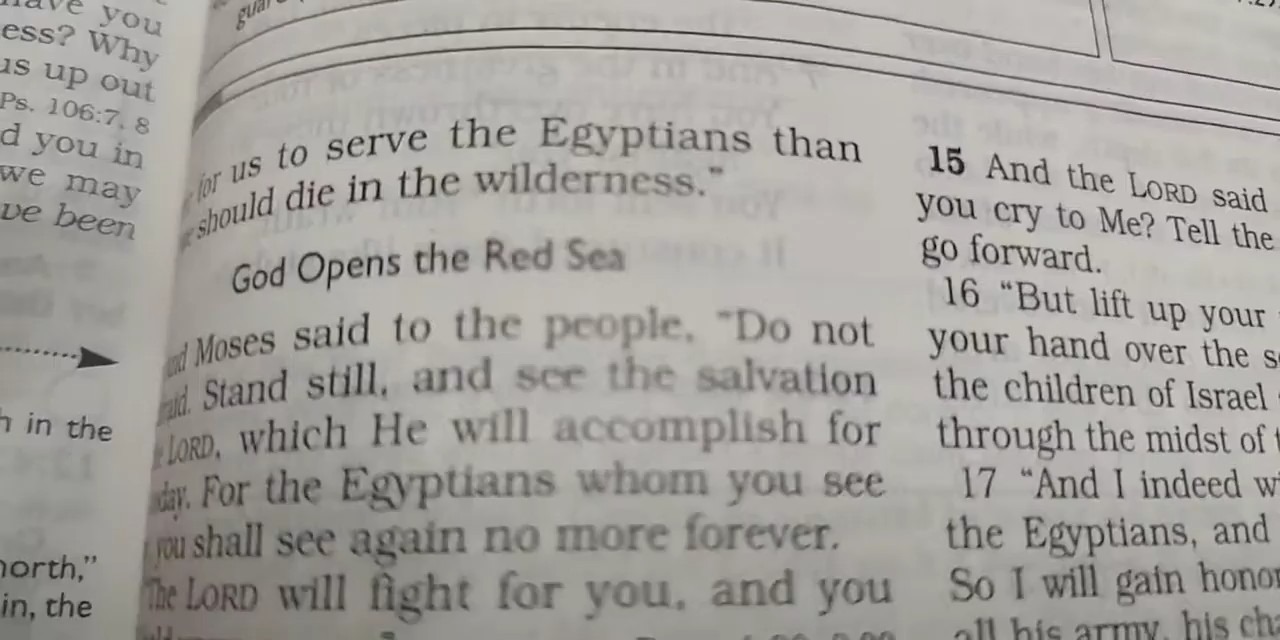 have you
ess? Why
us up out
Ps. 106:7, 8
d you in
we may
ve been
h in the
north,"
in, the
for us to serve the Egyptians than
should die in the wilderness."
God Opens the Red Sea
Moses said to the people, "Do not
Stand still, and see the salvation
LORD, which He will accomplish for
day. For the Egyptians whom you see
you shall see again no more forever.
The LORD will fight for you, and you
15 And the LORD said
you cry to Me? Tell the
go forward.
16 "But lift up your
your hand over the s
the children of Israel
through the midst of
17 "And I indeed wi
the Egyptians, and
So I will gain honor
all his army, his cha